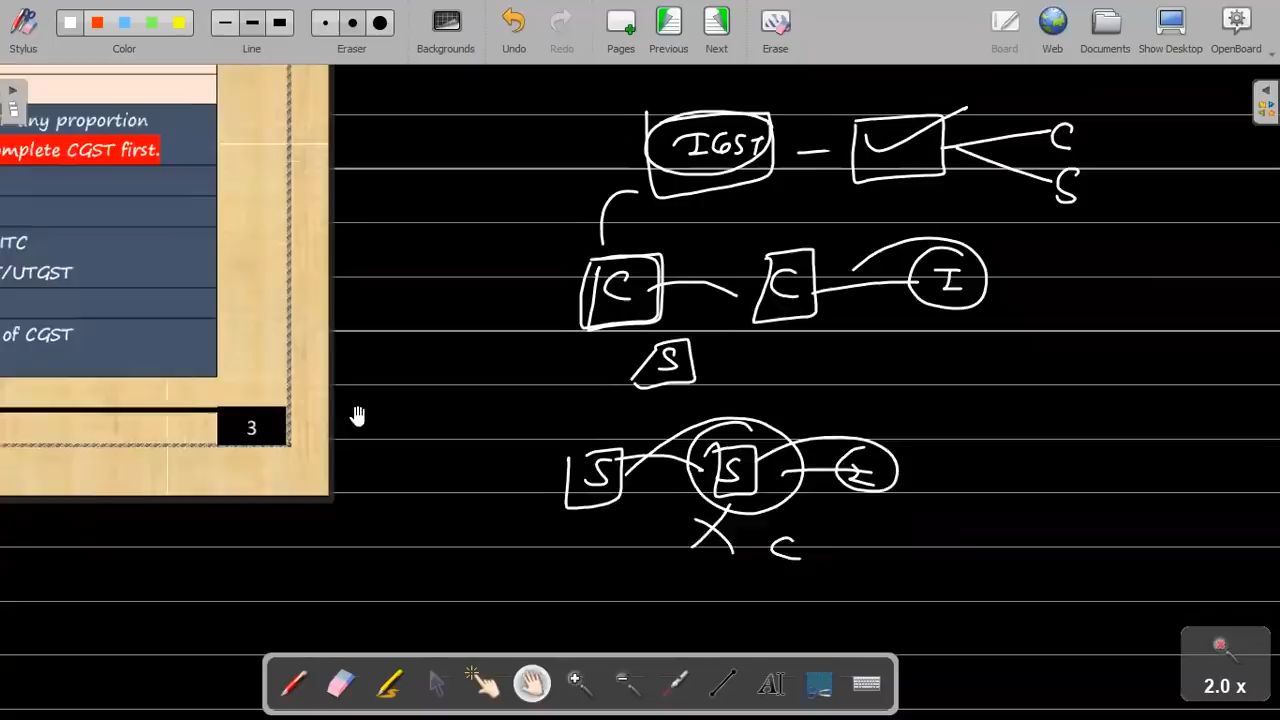 Stylus Color Line Eraser Backgrounds Undo Redo Pages Previous Next Erase Board Web Documents Show Desktop OpenBoard
any proportion
omplete CGST first.
ITC
/UTGST
of CGST
3
IGST - C
S
C C I
S
S S I
X C
2.0 x